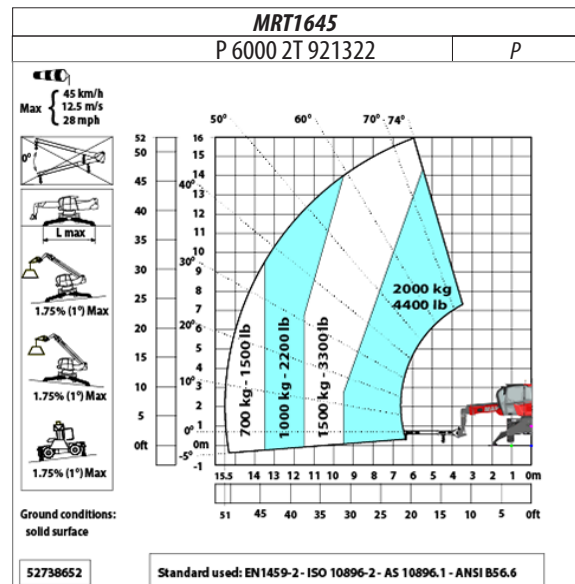 MRT1645
P 6000 2T 921322 P
Max { 45 km/h
12.5 m/s
28 mph
0°
L max
1.75% (1°) Max
1.75% (1°) Max
1.75% (1°) Max
Ground conditions:
solid surface
52738652
50° 60° 70° 74°
40°
30°
20°
10°
0°
-5°
52
50
45
40
35
30
25
20
15
10
5
0ft
16
15
14
13
12
11
10
9
8
7
6
5
4
3
2
1
0m
-1
700 kg - 1500 lb
1000 kg - 2200 lb
1500 kg - 3300 lb
2000 kg
4400 lb
15.5 14 13 12 11 10 9 8 7 6 5 4 3 2 1 0m
51 45 40 35 30 25 20 15 10 5 0ft
Standard used: EN1459-2 - ISO 10896-2 - AS 10896.1 - ANSI B56.6